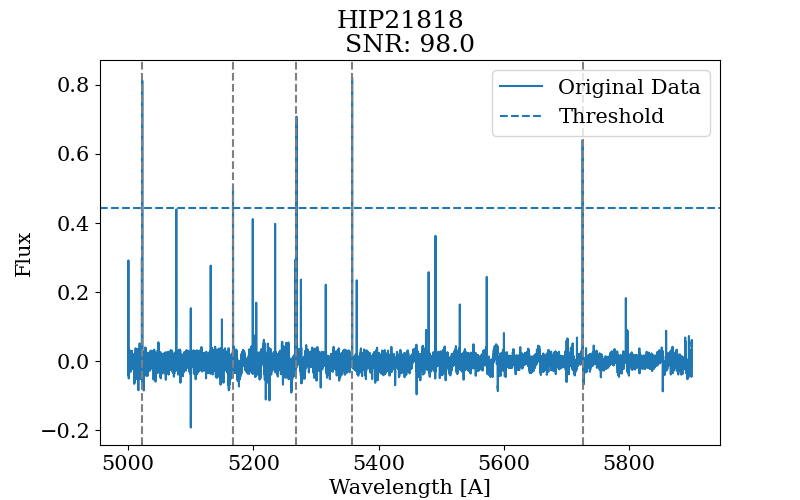 HIP21818
SNR: 98.0
Original Data
Threshold
0.8
0.6
0.4
0.2
0.0
−0.2
Flux
5000 5200 5400 5600 5800
Wavelength [A]